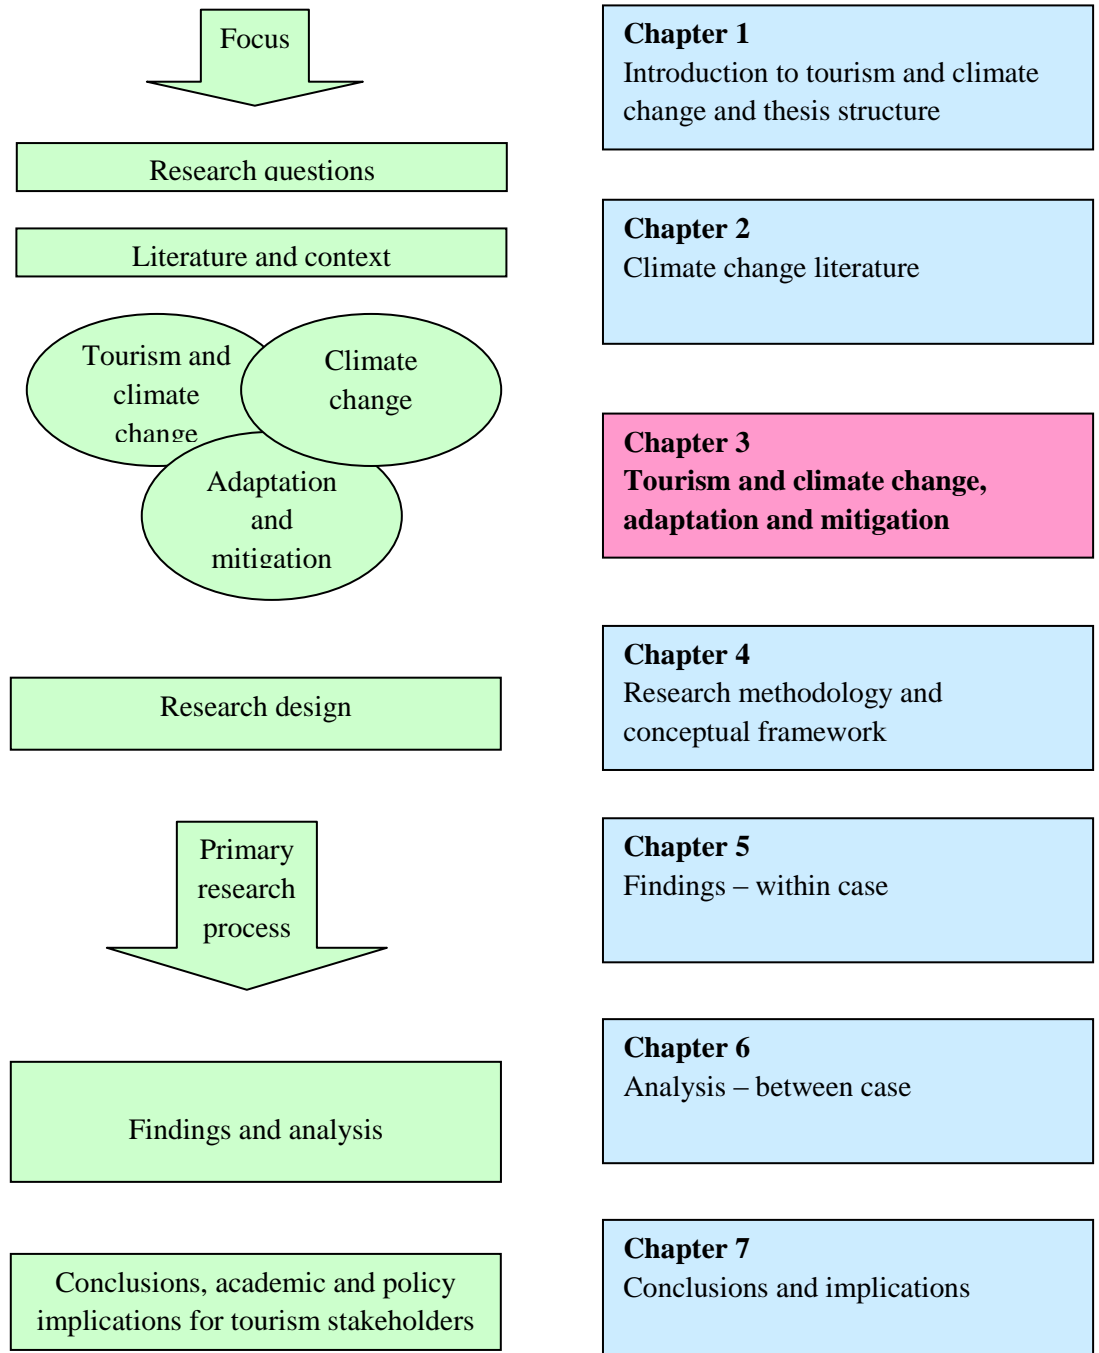 Focus
Research questions
Literature and context
Tourism and
climate
change
Climate
change
Adaptation
and
mitigation
Research design
Primary
research
process
Findings and analysis
Conclusions, academic and policy
implications for tourism stakeholders
Chapter 1
Introduction to tourism and climate
change and thesis structure
Chapter 2
Climate change literature
Chapter 3
Tourism and climate change,
adaptation and mitigation
Chapter 4
Research methodology and
conceptual framework
Chapter 5
Findings – within case
Chapter 6
Analysis – between case
Chapter 7
Conclusions and implications